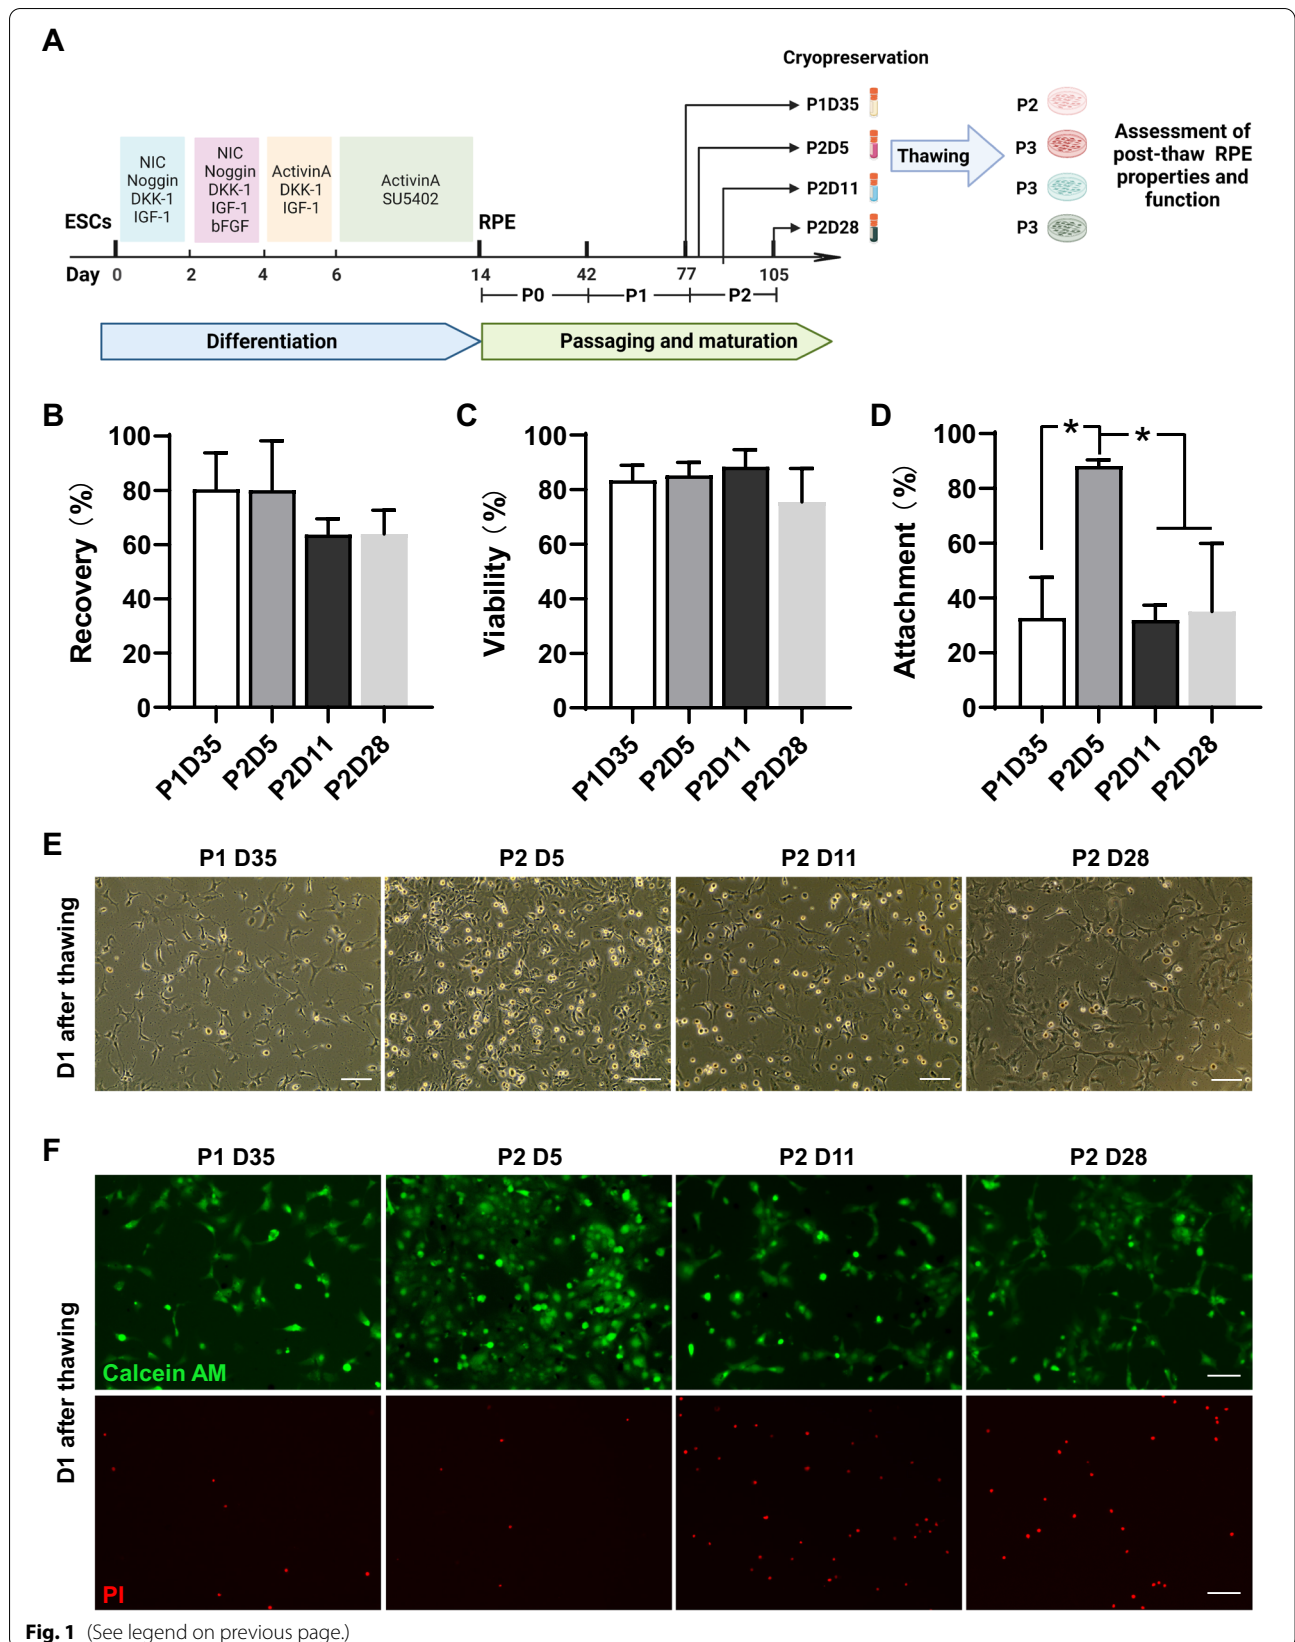 A
Cryopreservation
P1D35
P2D5
P2D11
P2D28
Thawing
P2
P3
P3
P3
Assessment of
post-thaw RPE
properties and
function
NIC
Noggin
DKK-1
IGF-1
NIC
Noggin
DKK-1
IGF-1
bFGF
ActivinA
DKK-1
IGF-1
ActivinA
SU5402
ESCs
RPE
Day 0 2 4 6 14 42 77 105
P0 P1 P2
Differentiation
Passaging and maturation
B
Recovery (%)
100
80
60
40
20
0
P1D35
P2D5
P2D11
P2D28
C
Viability (%)
100
80
60
40
20
0
P1D35
P2D5
P2D11
P2D28
D
Attachment (%)
100
80
60
40
20
0
* *
P1D35
P2D5
P2D11
P2D28
E
P1 D35 P2 D5 P2 D11 P2 D28
D1 after thawing
F
P1 D35 P2 D5 P2 D11 P2 D28
D1 after thawing
Calcein AM
PI
Fig. 1 (See legend on previous page.)